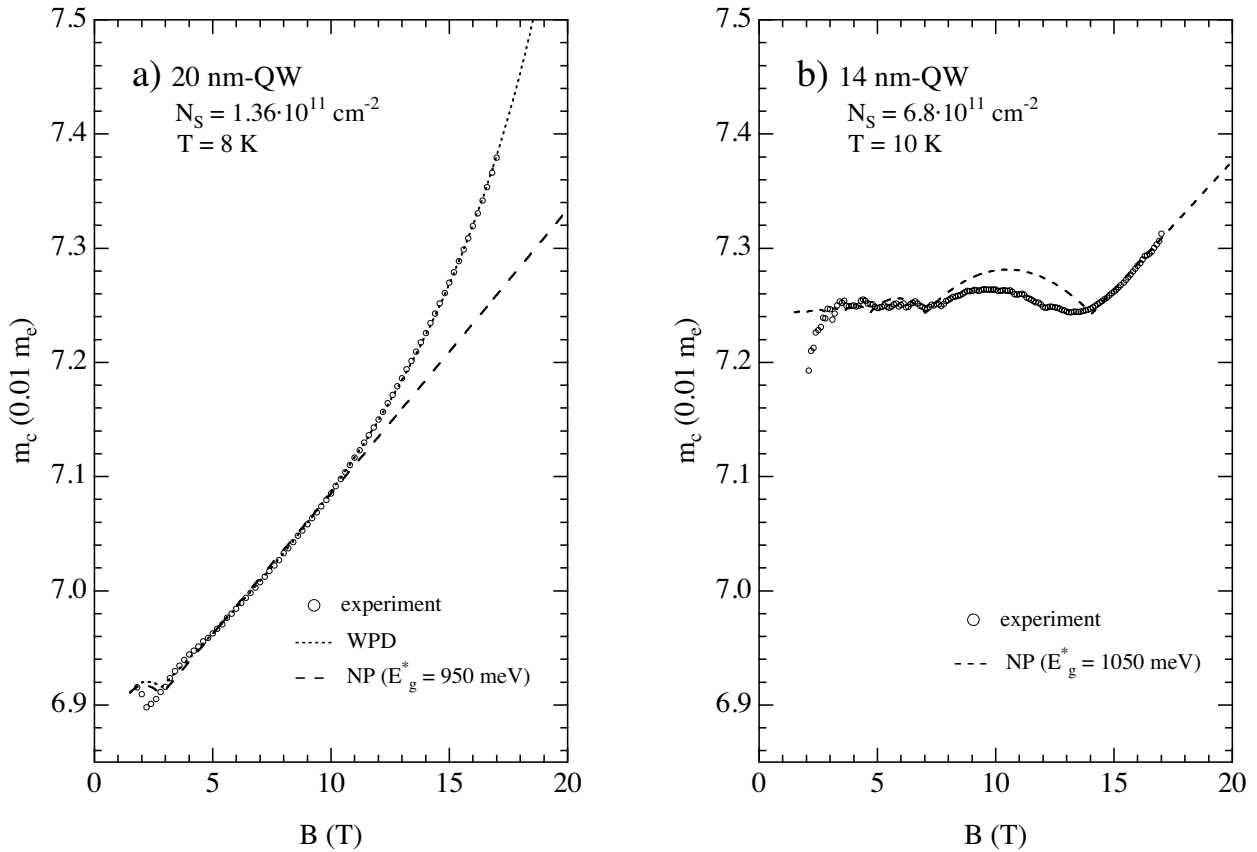 a) 20 nm-QW
N_S = 1.36·10^11 cm^-2
T = 8 K
7.5
7.4
7.3
7.2
7.1
7.0
6.9
m_c (0.01 m_e)
experiment
WPD
NP (E*_g = 950 meV)
0 5 10 15 20
B (T)
b) 14 nm-QW
N_S = 6.8·10^11 cm^-2
T = 10 K
7.5
7.4
7.3
7.2
7.1
7.0
6.9
m_c (0.01 m_e)
experiment
NP (E*_g = 1050 meV)
0 5 10 15 20
B (T)